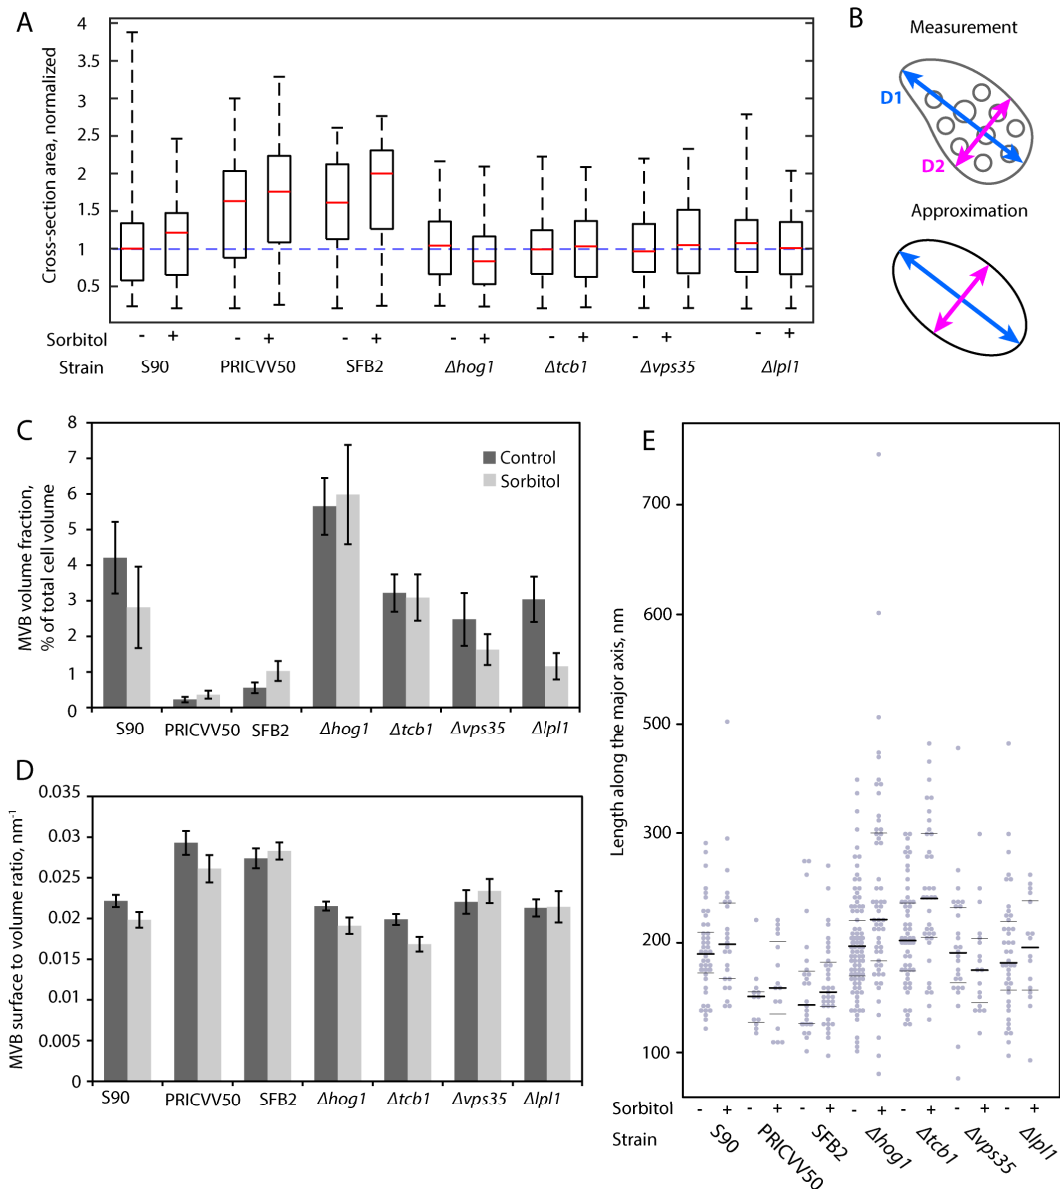 A
Cross-section area, normalized
4
3.5
3
2.5
2
1.5
1
0.5
Sorbitol - + - + - + - + - + - + - +
Strain S90 PRICVV50 SFB2 Δhog1 Δtcb1 Δvps35 Δlpl1
B
Measurement
D1
D2
Approximation
C
MVB volume fraction,
% of total cell volume
8
7
6
5
4
3
2
1
0
Control
Sorbitol
S90 PRICVV50 SFB2 Δhog1 Δtcb1 Δvps35 Δlpl1
D
MVB surface to volume ratio, nm-1
0.035
0.03
0.025
0.02
0.015
0.01
0.005
0
S90 PRICVV50 SFB2 Δhog1 Δtcb1 Δvps35 Δlpl1
E
Length along the major axis, nm
700
600
500
300
200
100
Sorbitol - + - + - + - + - + - + - +
Strain S90 PRICVV50 SFB2 Δhog1 Δtcb1 Δvps35 Δlpl1